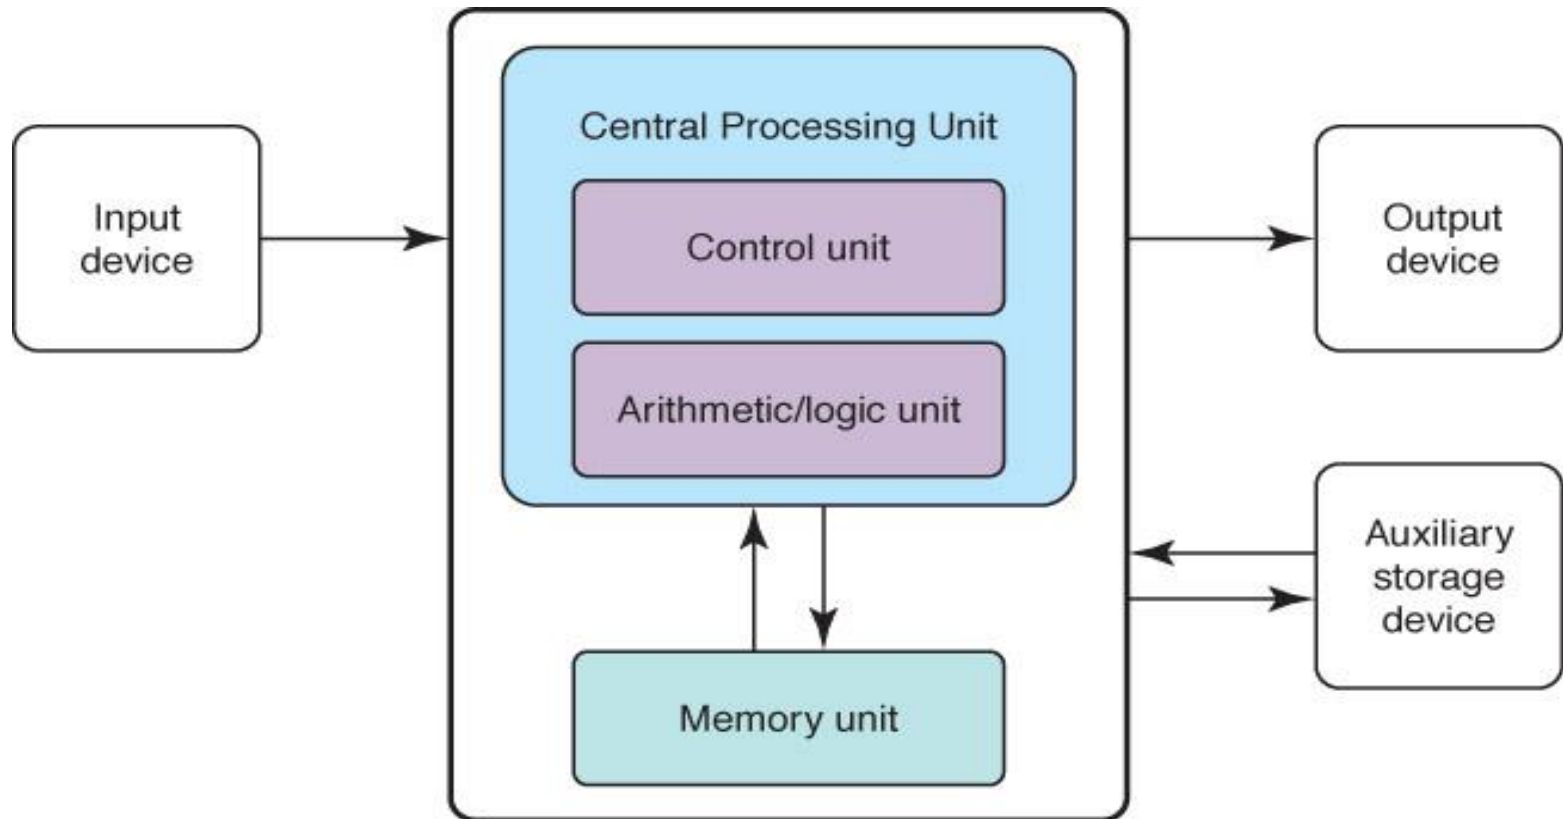 Central Processing Unit
Input
device
Control unit
Output
device
Arithmetic/logic unit
Auxiliary
storage
device
Memory unit